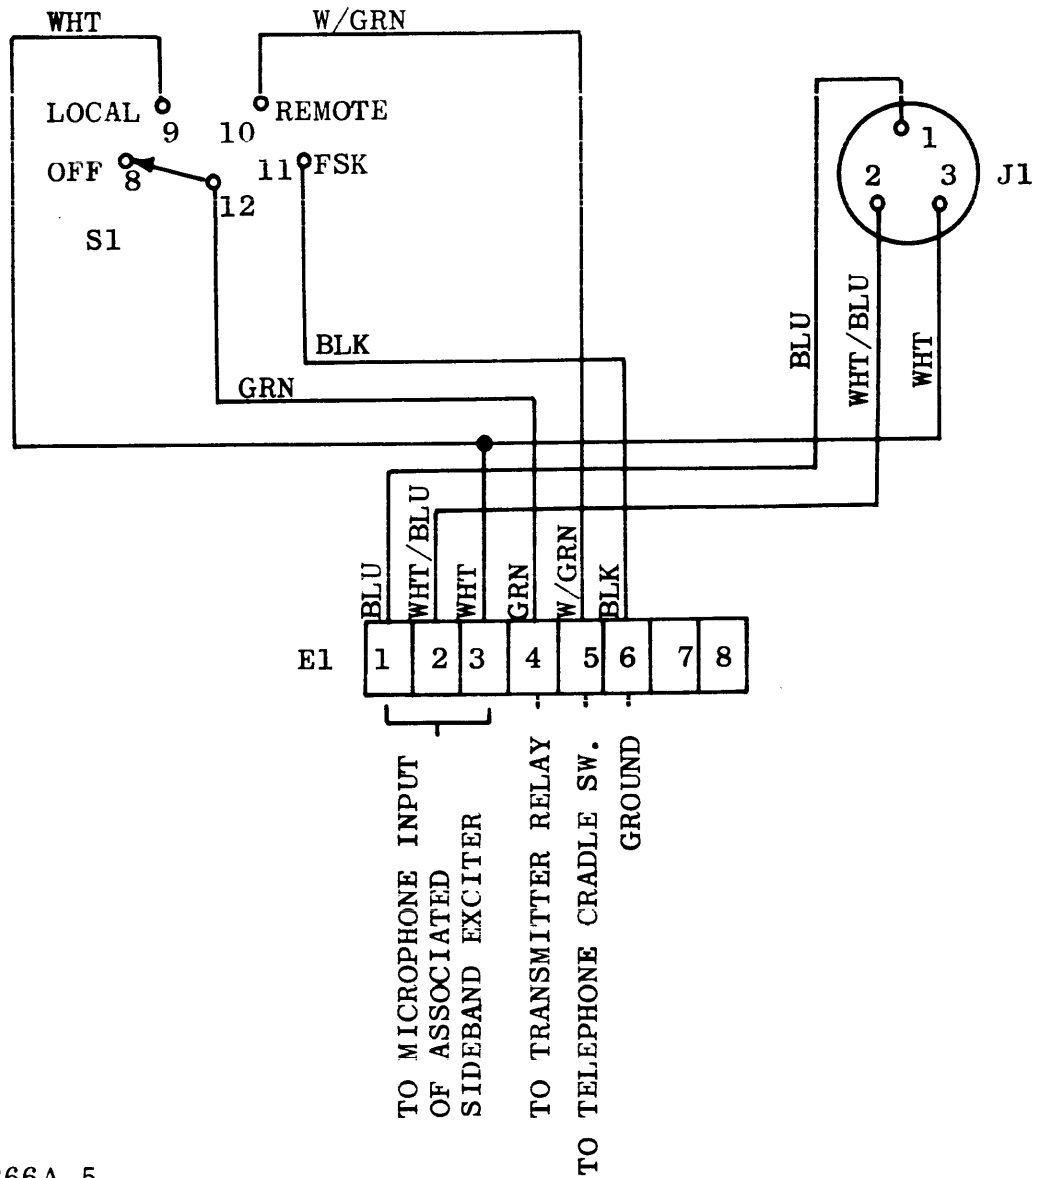 WHT
W/GRN
LOCAL
9
10
REMOTE
OFF
8
12
11
FSK
S1
1
2
3
J1
BLU
WHT/BLU
WHT
BLK
GRN
BLU
WHT/BLU
WHT
GRN
W/GRN
BLK
E1
1
2
3
4
5
6
7
8
TO MICROPHONE INPUT
OF ASSOCIATED
SIDEBAND EXCITER
TO TRANSMITTER RELAY
TO TELEPHONE CRADLE SW.
GROUND